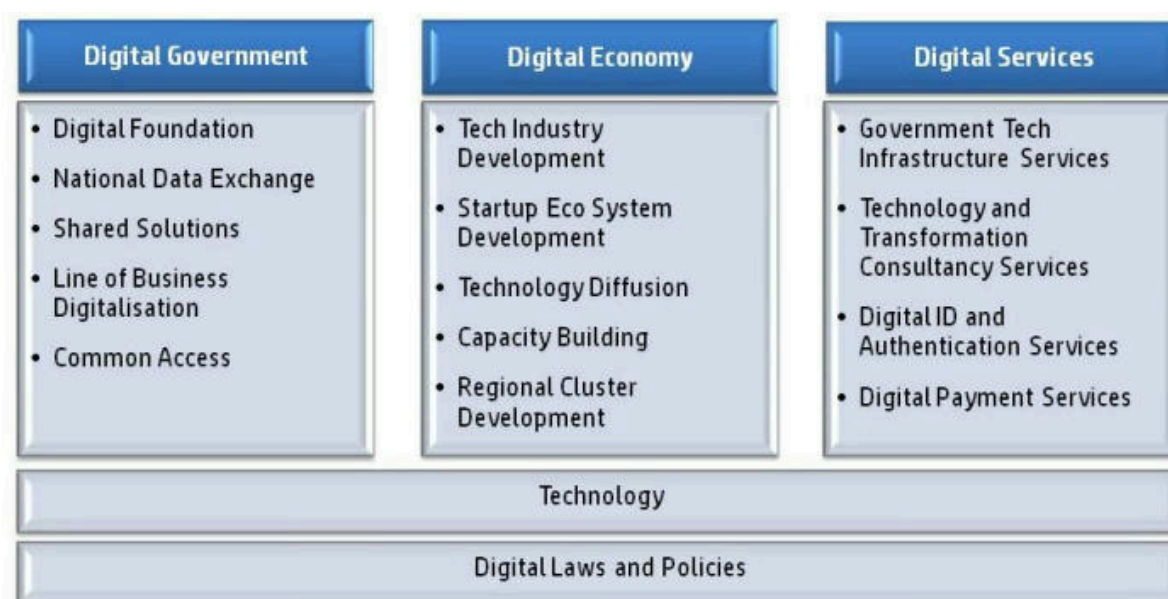 Digital Government
• Digital Foundation
• National Data Exchange
• Shared Solutions
• Line of Business
Digitalisation
• Common Access
Digital Economy
• Tech Industry
Development
• Startup Eco System
Development
• Technology Diffusion
• Capacity Building
• Regional Cluster
Development
Digital Services
• Government Tech
Infrastructure Services
• Technology and
Transformation
Consultancy Services
• Digital ID and
Authentication Services
• Digital Payment Services
Technology
Digital Laws and Policies